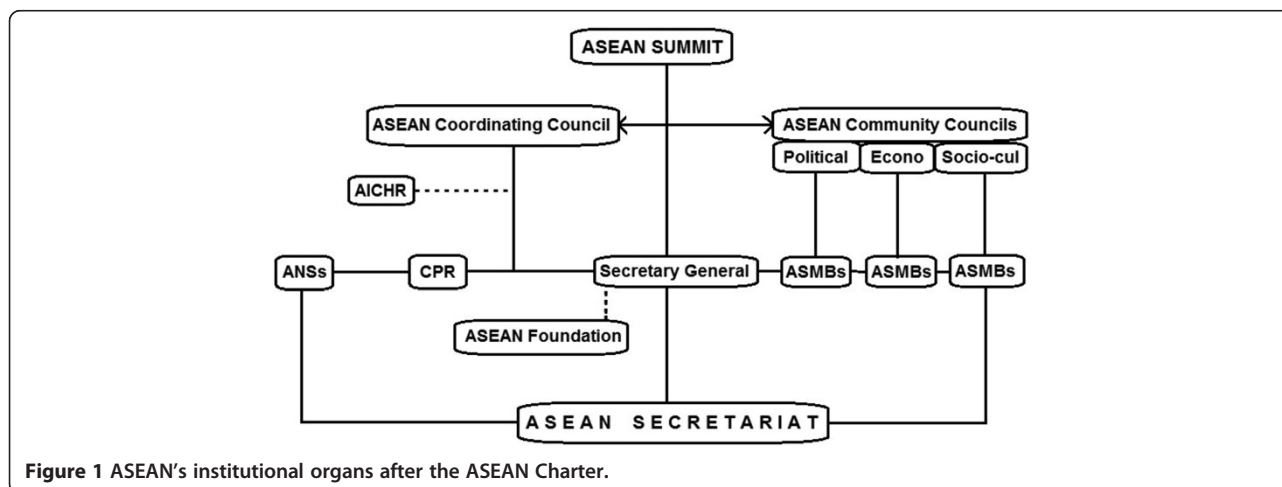 ASEAN SUMMIT
ASEAN Coordinating Council
ASEAN Community Councils
Political
Econo
Socio-cul
AICHR
ANSs
CPR
Secretary General
ASMBs
ASMBs
ASMBs
ASEAN Foundation
ASEAN SECRETARIAT
Figure 1 ASEAN's institutional organs after the ASEAN Charter.